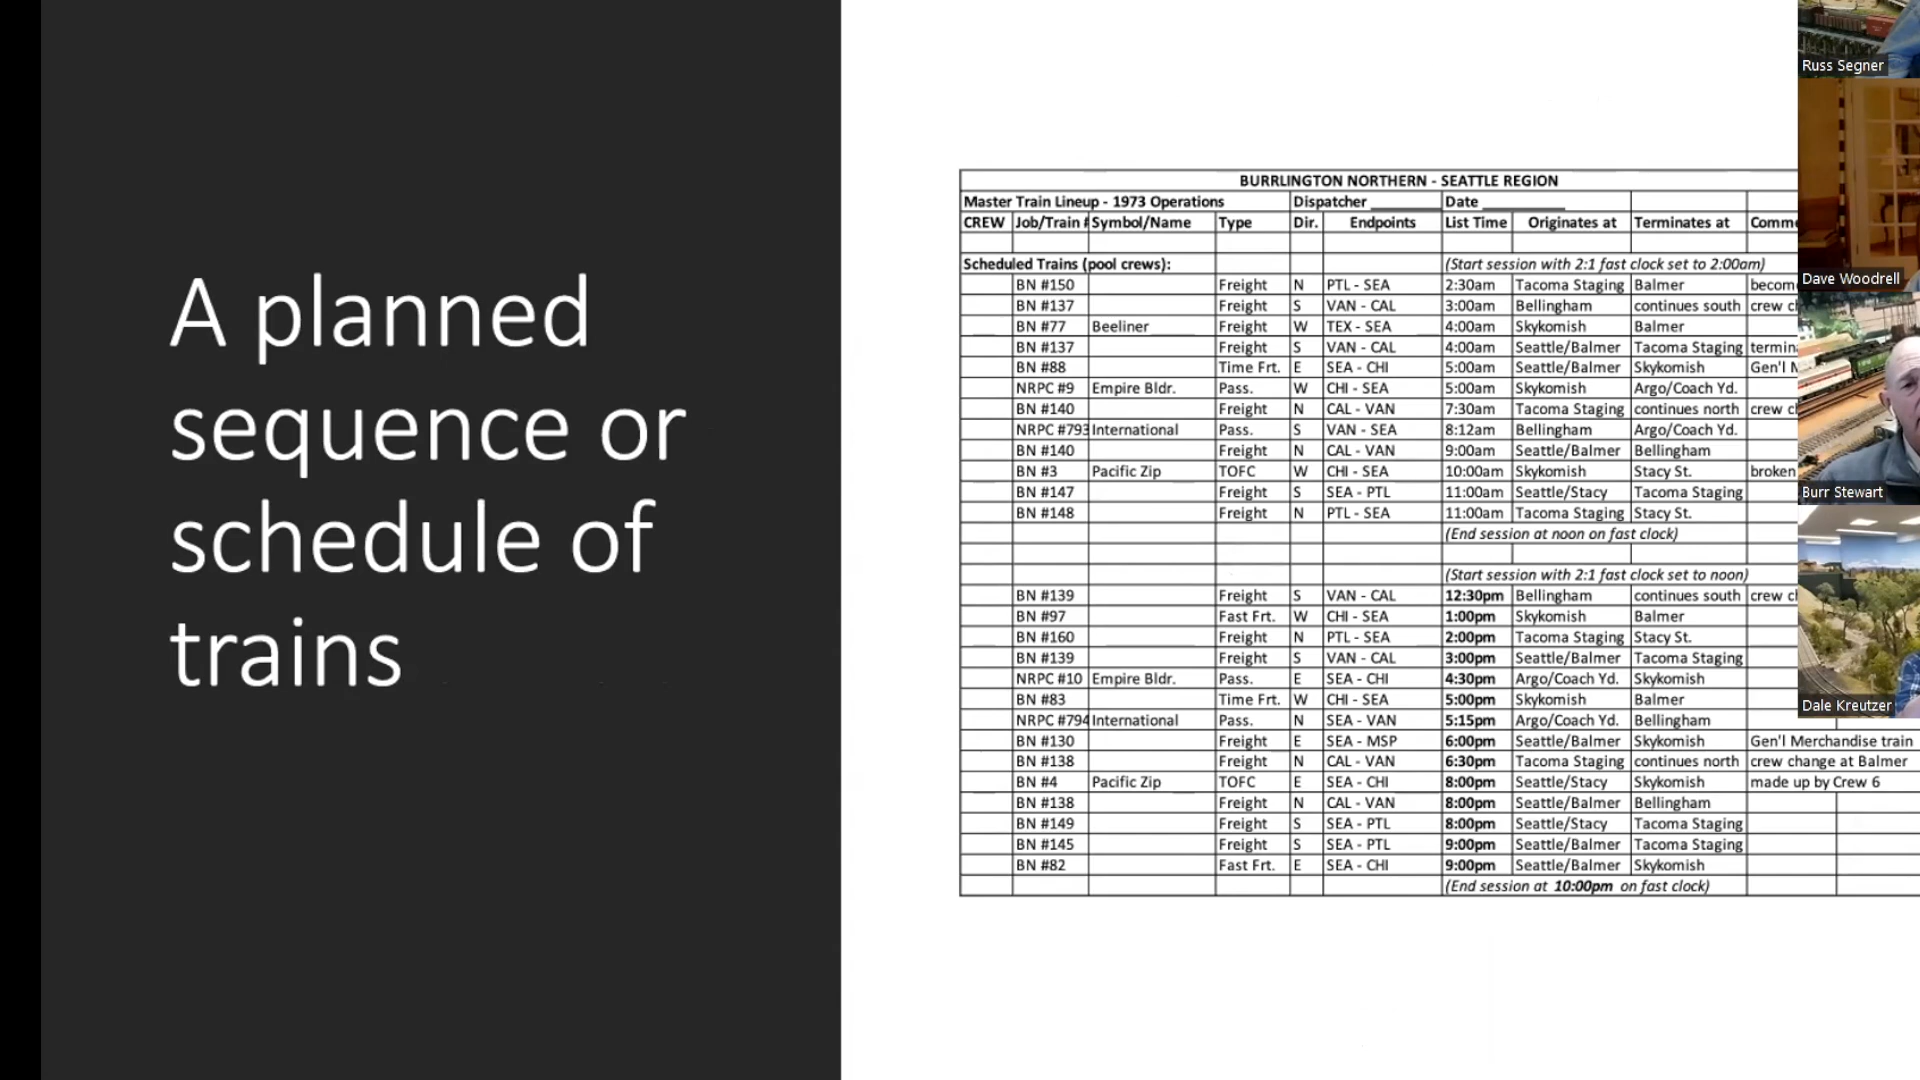 A planned
sequence or
schedule of
trains
BURRLINGTON NORTHERN - SEATTLE REGION
Master Train Lineup - 1973 Operations Dispatcher ________ Date ________
CREW Job/Train # Symbol/Name Type Dir. Endpoints List Time Originates at Terminates at
Scheduled Trains (pool crews): (Start session with 2:1 fast clock set to 2:00am)
BN #150 Freight N PTL - SEA 2:30am Tacoma Staging Balmer
BN #137 Freight S VAN - CAL 3:00am Bellingham continues south
BN #77 Beeliner Freight W TEX - SEA 4:00am Skykomish Balmer
BN #137 Freight S VAN - CAL 4:00am Seattle/Balmer Tacoma Staging
BN #88 Time Frt. E SEA - CHI 5:00am Seattle/Balmer Skykomish Gen'l
NRPC #9 Empire Bldr. Pass. W CHI - SEA 5:00am Skykomish Argo/Coach Yd.
BN #140 Freight N CAL - VAN 7:30am Tacoma Staging continues north
NRPC #793 International Pass. S VAN - SEA 8:12am Bellingham Argo/Coach Yd.
BN #140 Freight N CAL - VAN 9:00am Seattle/Balmer Bellingham
BN #3 Pacific Zip TOFC W CHI - SEA 10:00am Skykomish Stacy St. broken
BN #147 Freight S SEA - PTL 11:00am Seattle/Stacy Tacoma Staging
BN #148 Freight N PTL - SEA 11:00am Tacoma Staging Stacy St.
(End session at noon on fast clock)
(Start session with 2:1 fast clock set to noon)
BN #139 Freight S VAN - CAL 12:30pm Bellingham continues south
BN #97 Fast Frt. W CHI - SEA 1:00pm Skykomish Balmer
BN #160 Freight N PTL - SEA 2:00pm Tacoma Staging Stacy St.
BN #139 Freight S VAN - CAL 3:00pm Seattle/Balmer Tacoma Staging
NRPC #10 Empire Bldr. Pass. E SEA - CHI 4:30pm Argo/Coach Yd. Skykomish
BN #83 Time Frt. W CHI - SEA 5:00pm Skykomish Balmer
NRPC #794 International Pass. N SEA - VAN 5:15pm Argo/Coach Yd. Bellingham
BN #130 Freight E SEA - MSP 6:00pm Seattle/Balmer Skykomish Gen'l Merchandise train
BN #138 Freight N CAL - VAN 6:30pm Tacoma Staging continues north crew change at Balmer
BN #4 Pacific Zip TOFC E SEA - CHI 8:00pm Seattle/Stacy Skykomish made up by Crew 6
BN #138 Freight N CAL - VAN 8:00pm Seattle/Balmer Bellingham
BN #149 Freight S SEA - PTL 8:00pm Seattle/Stacy Tacoma Staging
BN #145 Freight S SEA - PTL 9:00pm Seattle/Balmer Tacoma Staging
BN #82 Fast Frt. E SEA - CHI 9:00pm Seattle/Balmer Skykomish
(End session at 10:00pm on fast clock)
Russ Segner
Dave Woodrell
Burr Stewart
Dale Kreutzer